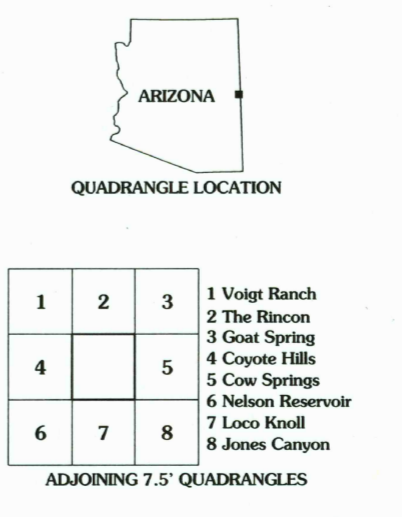 ARIZONA
QUADRANGLE LOCATION
1 2 3
4 5
6 7 8
1 Voigt Ranch
2 The Rincon
3 Goat Spring
4 Coyote Hills
5 Cow Springs
6 Nelson Reservoir
7 Loco Knoll
8 Jones Canyon
ADJOINING 7.5' QUADRANGLES